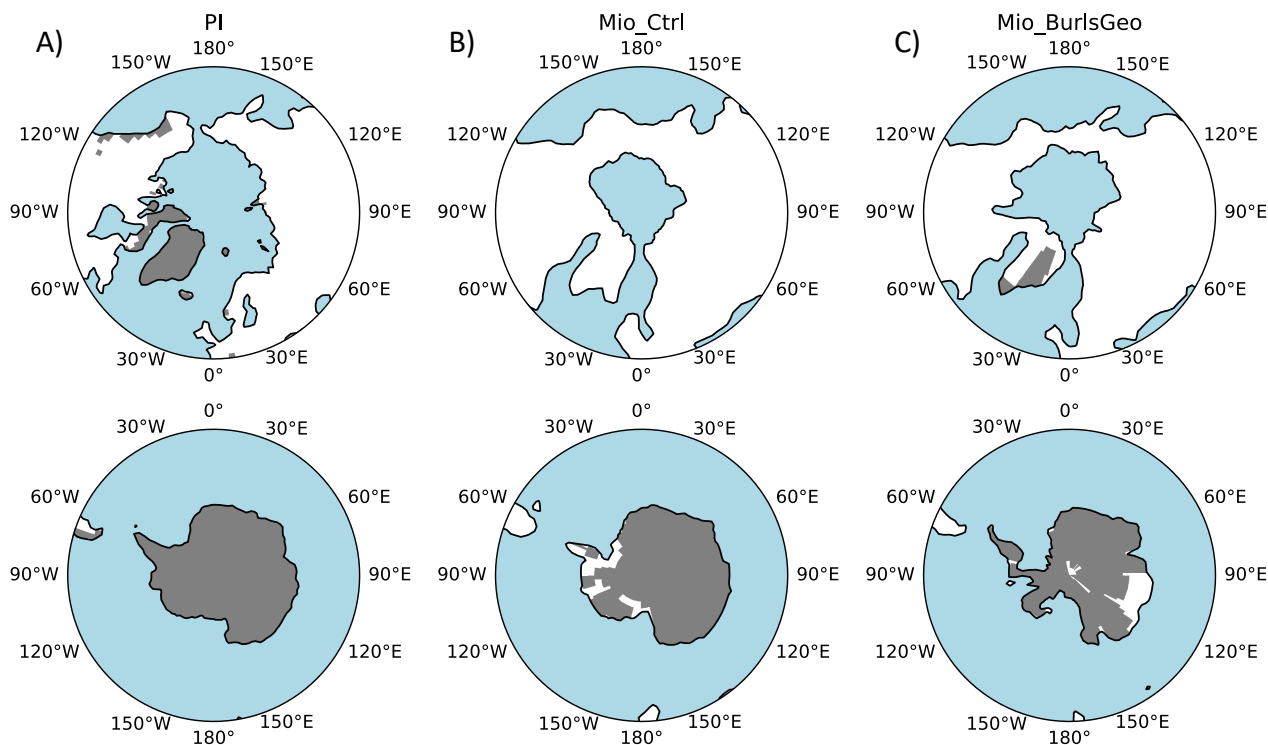 A) PI B) Mio_Ctrl C) Mio_BurlsGeo
180° 180° 180°
150°W 150°E 150°W 150°E 150°W 150°E
120°W 120°E 120°W 120°E 120°W 120°E
90°W 90°E 90°W 90°E 90°W 90°E
60°W 60°E 60°W 60°E 60°W 60°E
30°W 30°E 30°W 30°E 30°W 30°E
0° 0° 0°
0° 0° 0°
30°W 30°E 30°W 30°E 30°W 30°E
60°W 60°E 60°W 60°E 60°W 60°E
90°W 90°E 90°W 90°E 90°W 90°E
120°W 120°E 120°W 120°E 120°W 120°E
150°W 150°E 150°W 150°E 150°W 150°E
180° 180° 180°